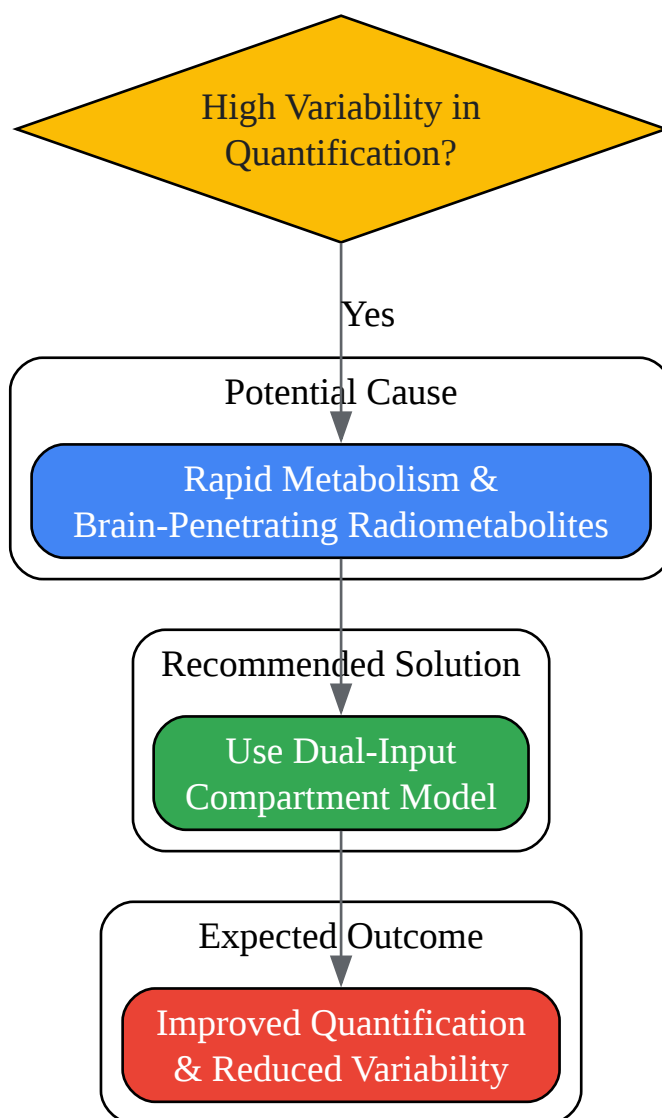 High Variability in
Quantification?
Yes
Potential Cause
Rapid Metabolism &
Brain-Penetrating Radiometabolites
Recommended Solution
Use Dual-Input
Compartment Model
Expected Outcome
Improved Quantification
& Reduced Variability